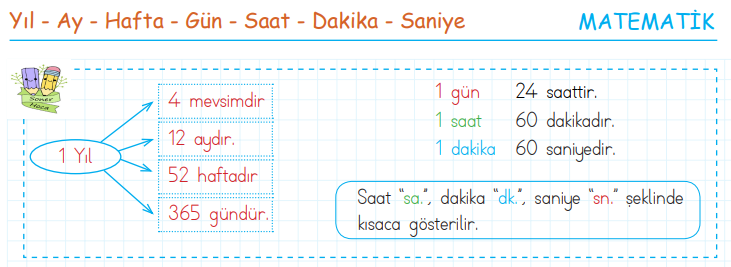 Yıl - Ay - Hafta - Gün - Saat - Dakika - Saniye
MATEMATİK
Soner
Hoca
1 Yıl
4 mevsimdir
12 aydır.
52 haftadır
365 gündür.
1 gün 24 saattir.
1 saat 60 dakikadır.
1 dakika 60 saniyedir.
Saat “sa.”, dakika “dk.”, saniye “sn.” şeklinde
kısaca gösterilir.